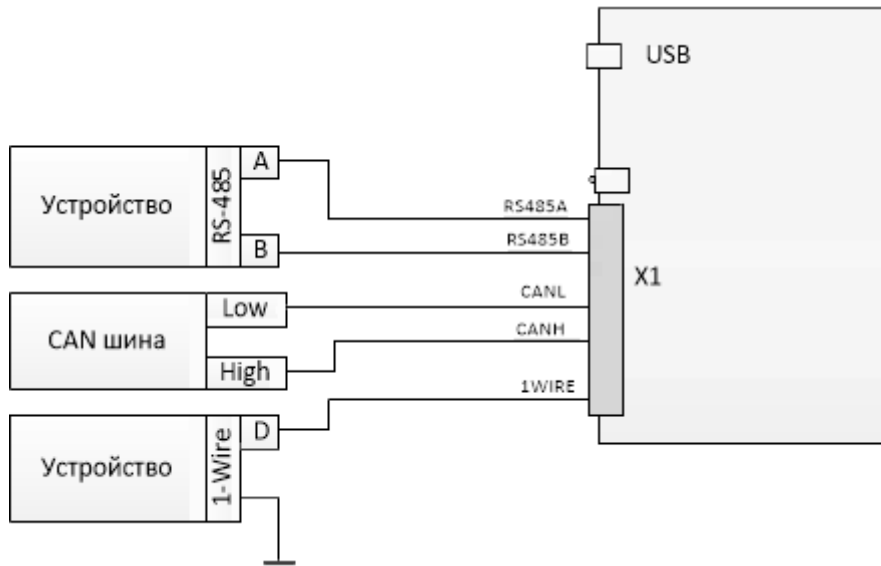 USB
Устройство
RS-485
A
B
RS485A
RS485B
X1
CAN шина
Low
High
CANL
CANH
Устройство
1-Wire
D
1WIRE